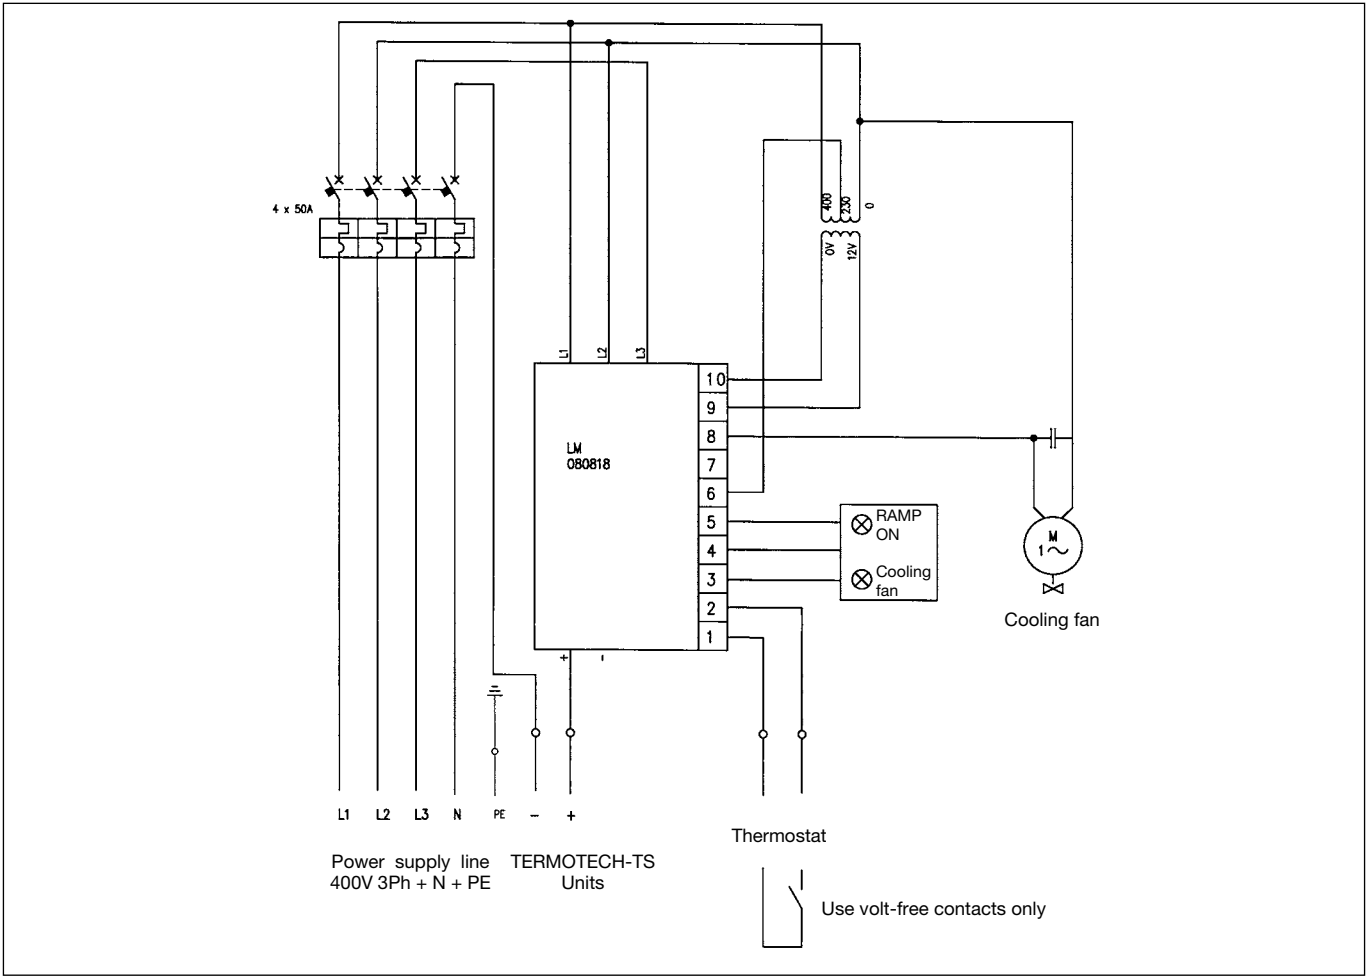 4 x 50A
400
230
0
0V
12V
L1
L2
L3
10
9
8
7
6
5
4
3
2
1
LM
080818
RAMP
ON
Cooling
fan
M
1~
Cooling fan
+
-
L1
L2
L3
N
PE
-
+
Power supply line
400V 3Ph + N + PE
TERMOTECH-TS
Units
Thermostat
Use volt-free contacts only